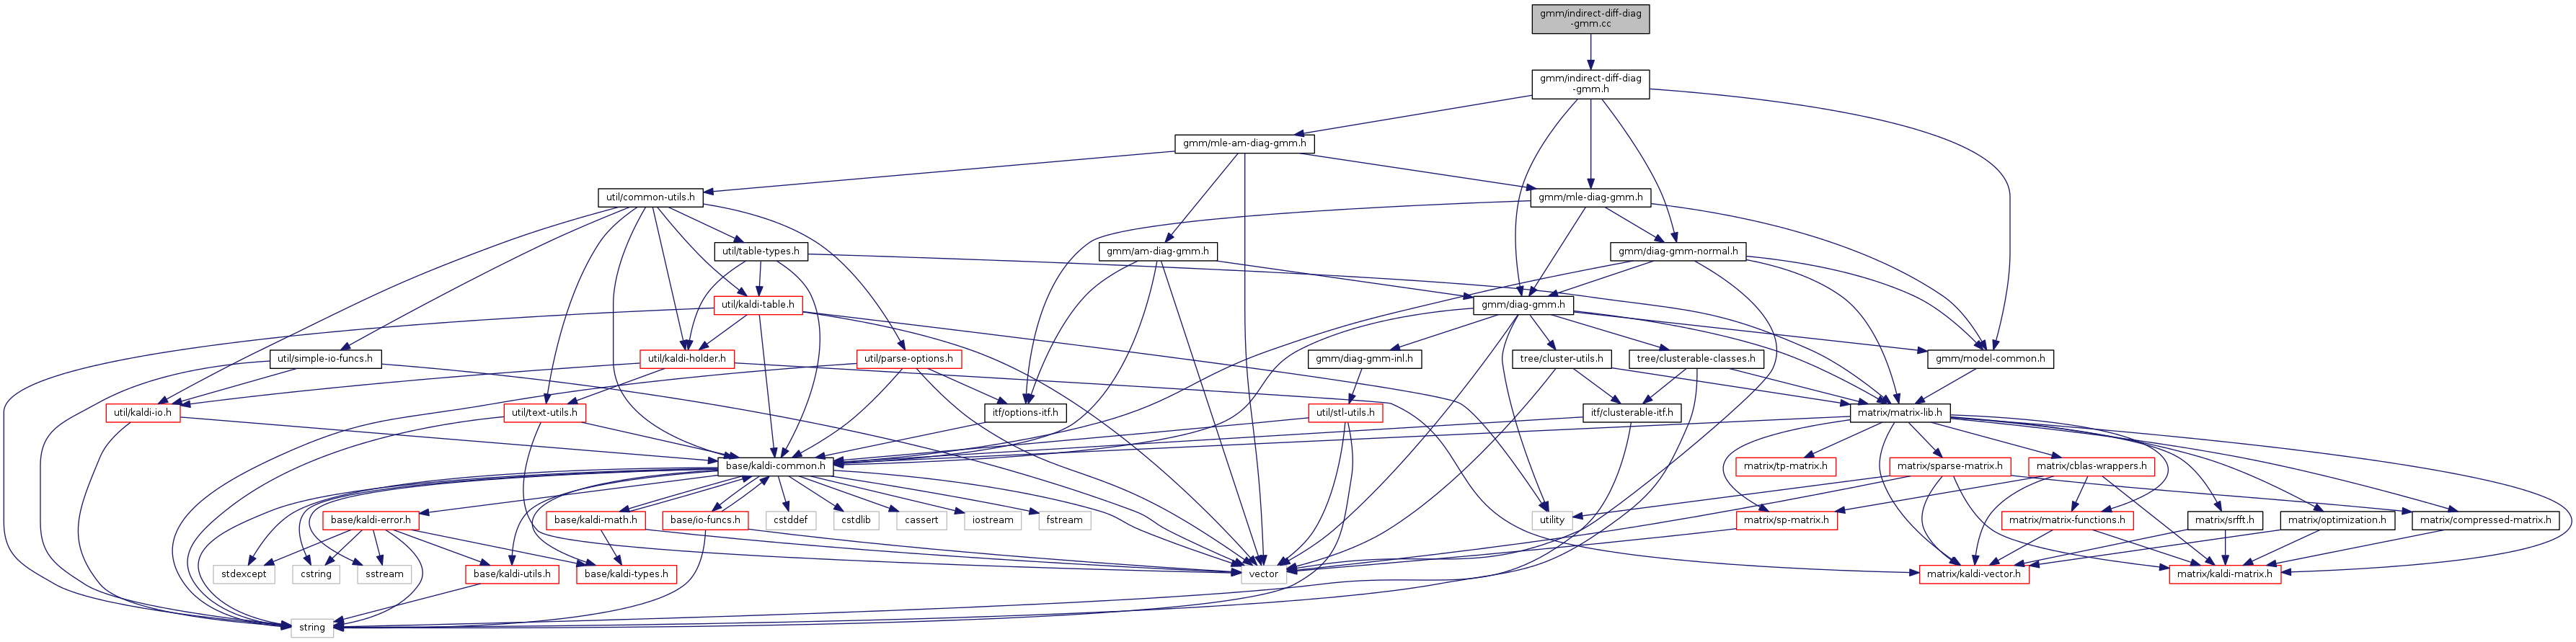 gmm/indirect-diff-diag
-gmm.cc
gmm/indirect-diff-diag
-gmm.h
gmm/mle-am-diag-gmm.h
util/common-utils.h
gmm/mle-diag-gmm.h
util/table-types.h
gmm/am-diag-gmm.h
gmm/diag-gmm-normal.h
util/kaldi-table.h
gmm/diag-gmm.h
util/simple-io-funcs.h
util/kaldi-holder.h
util/parse-options.h
gmm/diag-gmm-inl.h
tree/cluster-utils.h
tree/clusterable-classes.h
gmm/model-common.h
util/kaldi-io.h
util/text-utils.h
itf/options-itf.h
util/stl-utils.h
itf/clusterable-itf.h
matrix/matrix-lib.h
base/kaldi-common.h
matrix/tp-matrix.h
matrix/sparse-matrix.h
matrix/cblas-wrappers.h
base/kaldi-error.h
base/kaldi-math.h
base/io-funcs.h
cstddef
cstdlib
cassert
iostream
fstream
utility
matrix/sp-matrix.h
matrix/matrix-functions.h
matrix/srfft.h
matrix/optimization.h
matrix/compressed-matrix.h
stdexcept
cstring
sstream
base/kaldi-utils.h
base/kaldi-types.h
vector
matrix/kaldi-vector.h
matrix/kaldi-matrix.h
string